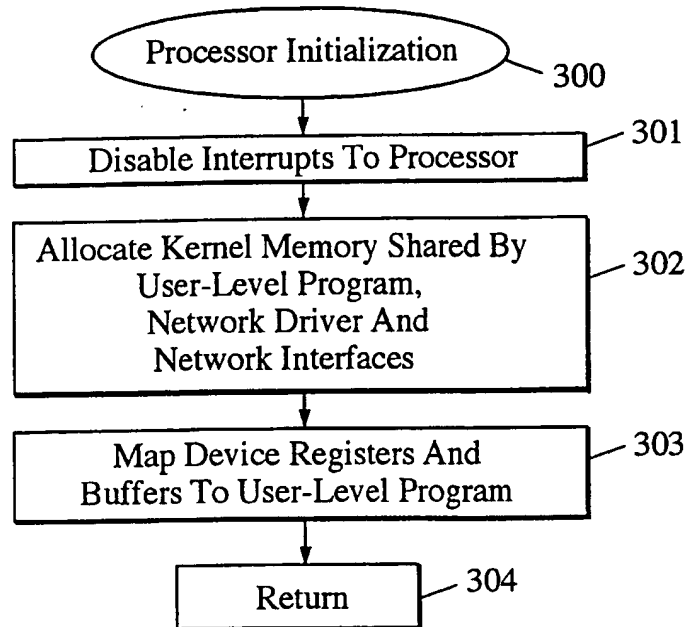 Processor Initialization
300
301
Disable Interrupts To Processor
Allocate Kernel Memory Shared By
User-Level Program,
Network Driver And
Network Interfaces
302
Map Device Registers And
Buffers To User-Level Program
303
Return
304